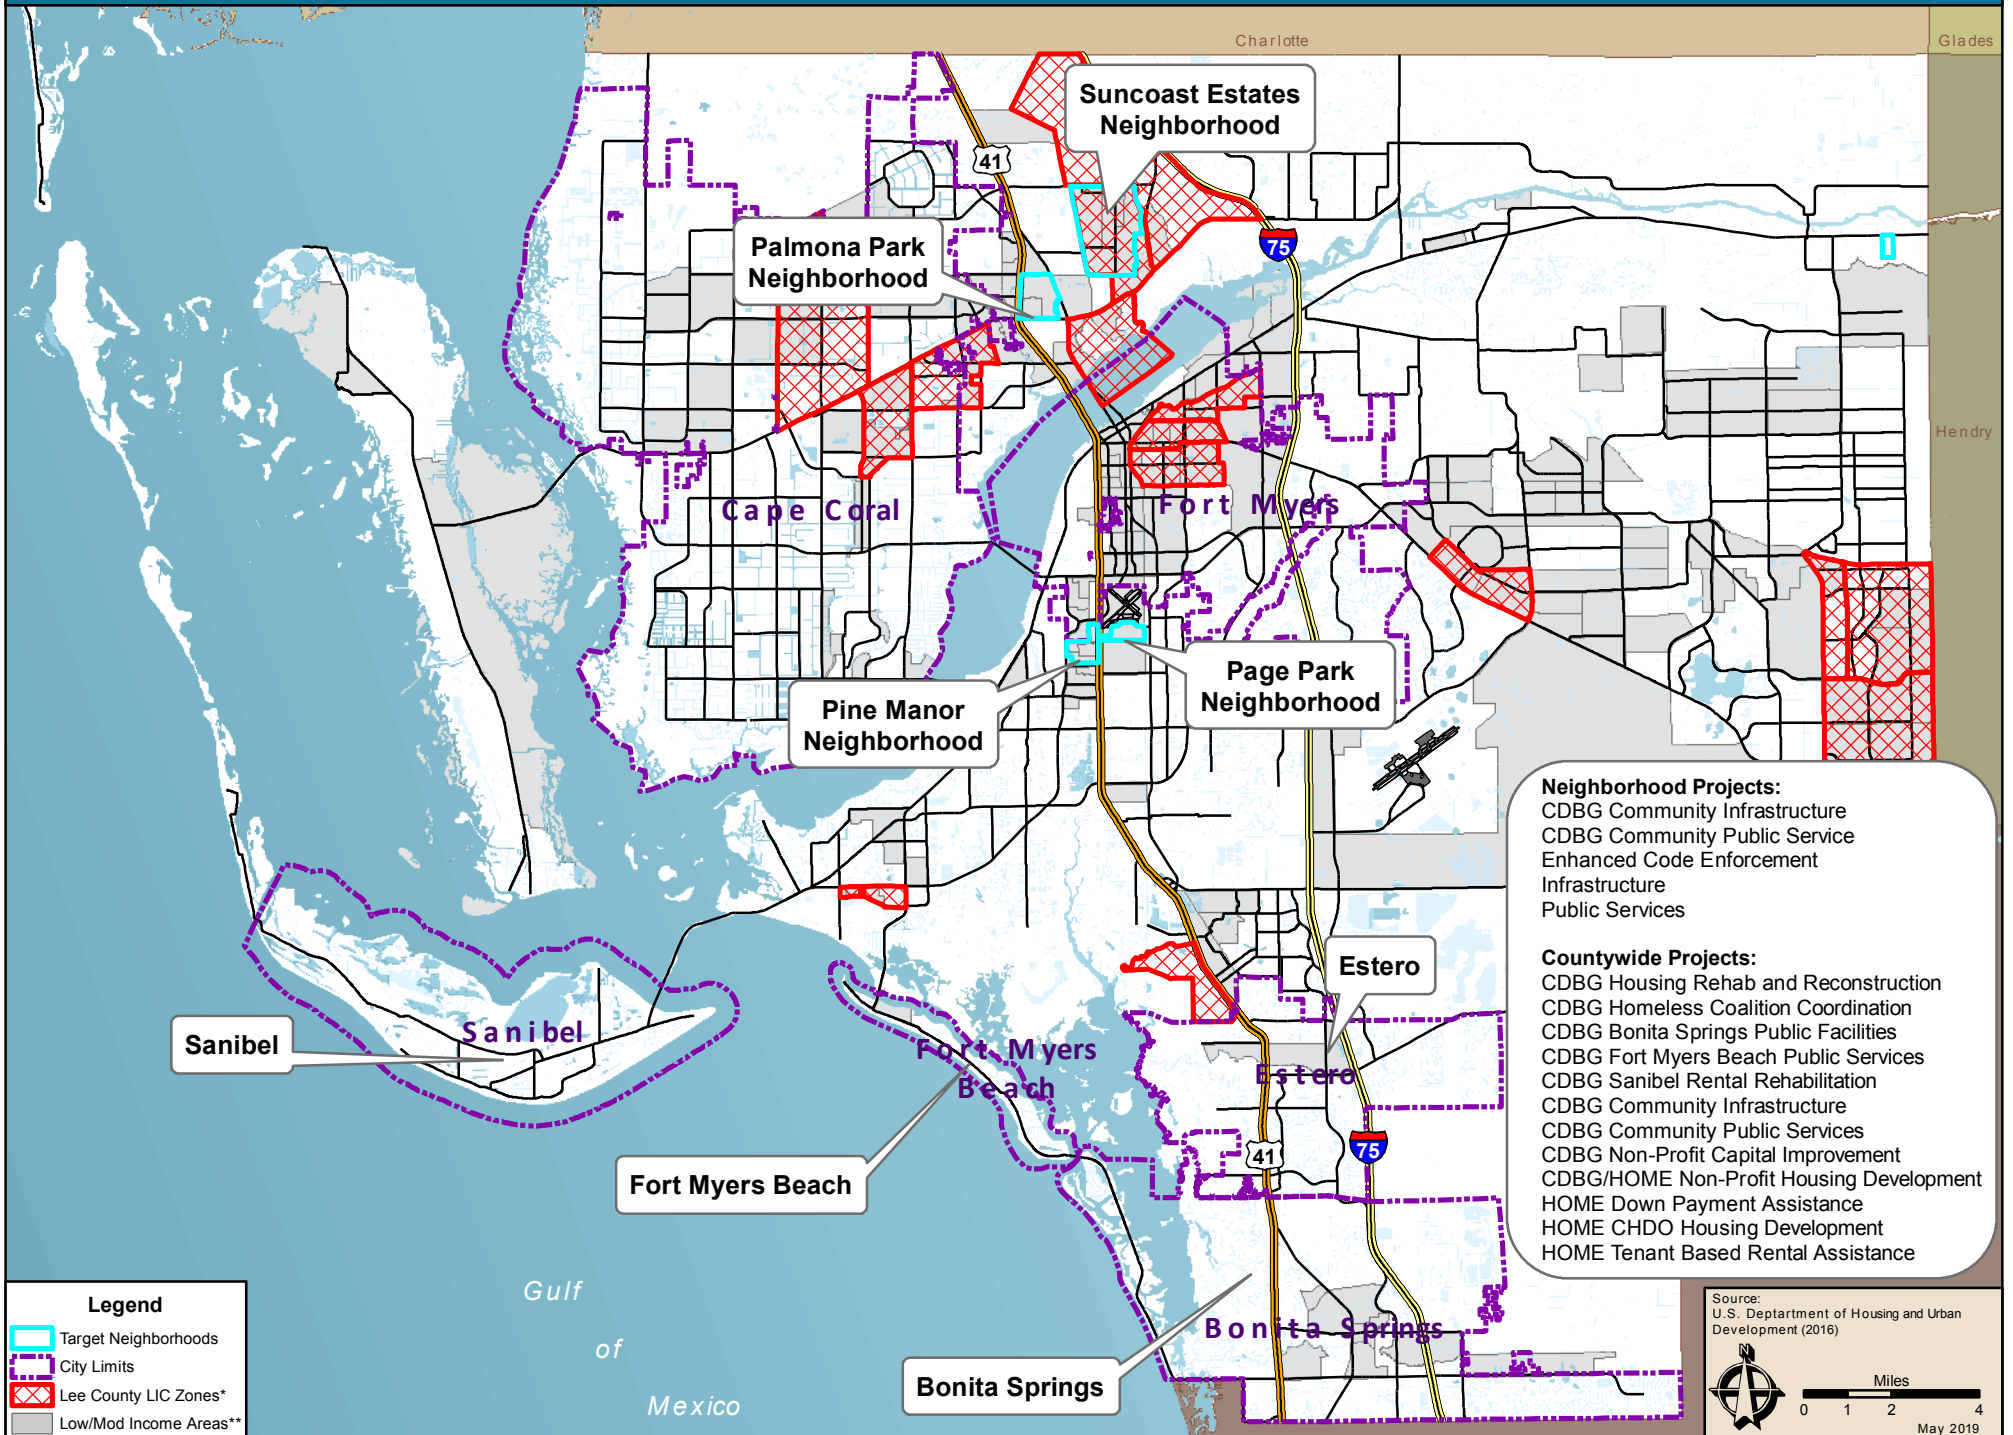 Charlotte
Glades
Suncoast Estates
Neighborhood
41
Palmona Park
Neighborhood
75
Hendry
Cape Coral
Fort Myers
Page Park
Neighborhood
Pine Manor
Neighborhood
Neighborhood Projects:
CDBG Community Infrastructure
CDBG Community Public Service
Enhanced Code Enforcement
Infrastructure
Public Services
Countywide Projects:
CDBG Housing Rehab and Reconstruction
CDBG Homeless Coalition Coordination
CDBG Bonita Springs Public Facilities
CDBG Fort Myers Beach Public Services
CDBG Sanibel Rental Rehabilitation
CDBG Community Infrastructure
CDBG Community Public Services
CDBG Non-Profit Capital Improvement
CDBG/HOME Non-Profit Housing Development
HOME Down Payment Assistance
HOME CHDO Housing Development
HOME Tenant Based Rental Assistance
Estero
Sanibel
Sanibel
Fort Myers
Beach
Estero
41
75
Fort Myers Beach
Gulf
of
Mexico
Bonita Springs
Bonita Springs
Legend
Target Neighborhoods
City Limits
Lee County LIC Zones*
Low/Mod Income Areas**
Source:
U.S. Deptartment of Housing and Urban
Development (2016)
N
Miles
0 1 2 4
May 2019